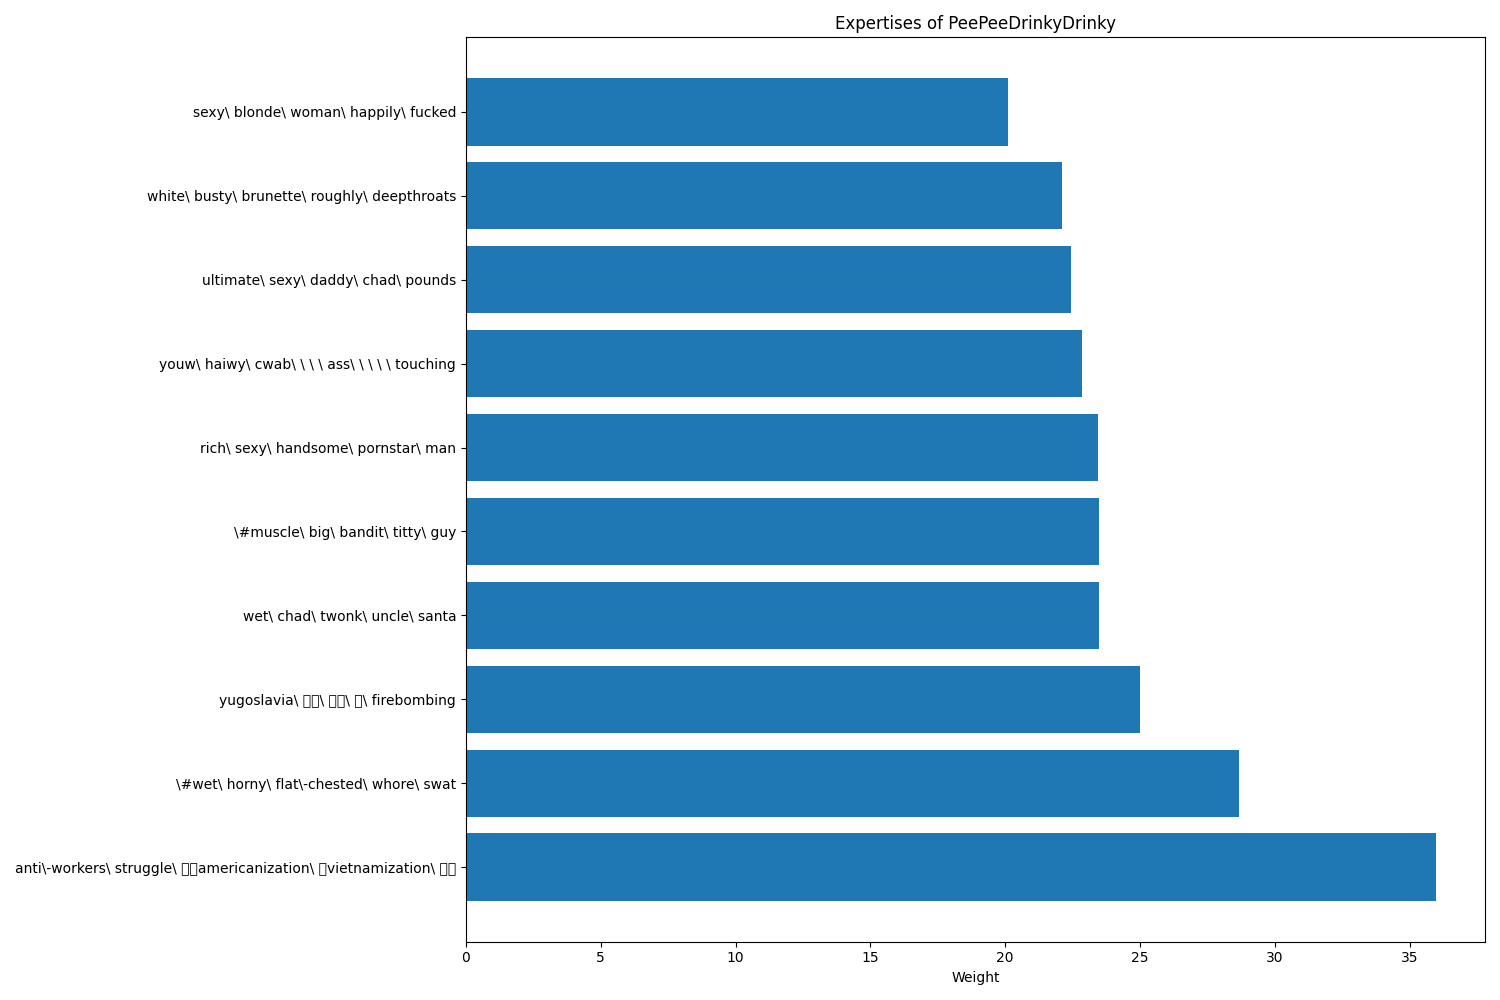 Expertises of PeePeeDrinkyDrinky
sexy\ blonde\ woman\ happily\ fucked
white\ busty\ brunette\ roughly\ deepthroats
ultimate\ sexy\ daddy\ chad\ pounds
youw\ haiwy\ cwab\ \ \ \ ass\ \ \ \ \ touching
rich\ sexy\ handsome\ pornstar\ man
\#muscle\ big\ bandit\ titty\ guy
wet\ chad\ twonk\ uncle\ santa
yugoslavia\ \ \ \ firebombing
\#wet\ horny\ flat\-chested\ whore\ swat
anti\-workers\ struggle\ americanization\ vietnamization\
0 5 10 15 20 25 30 35
Weight